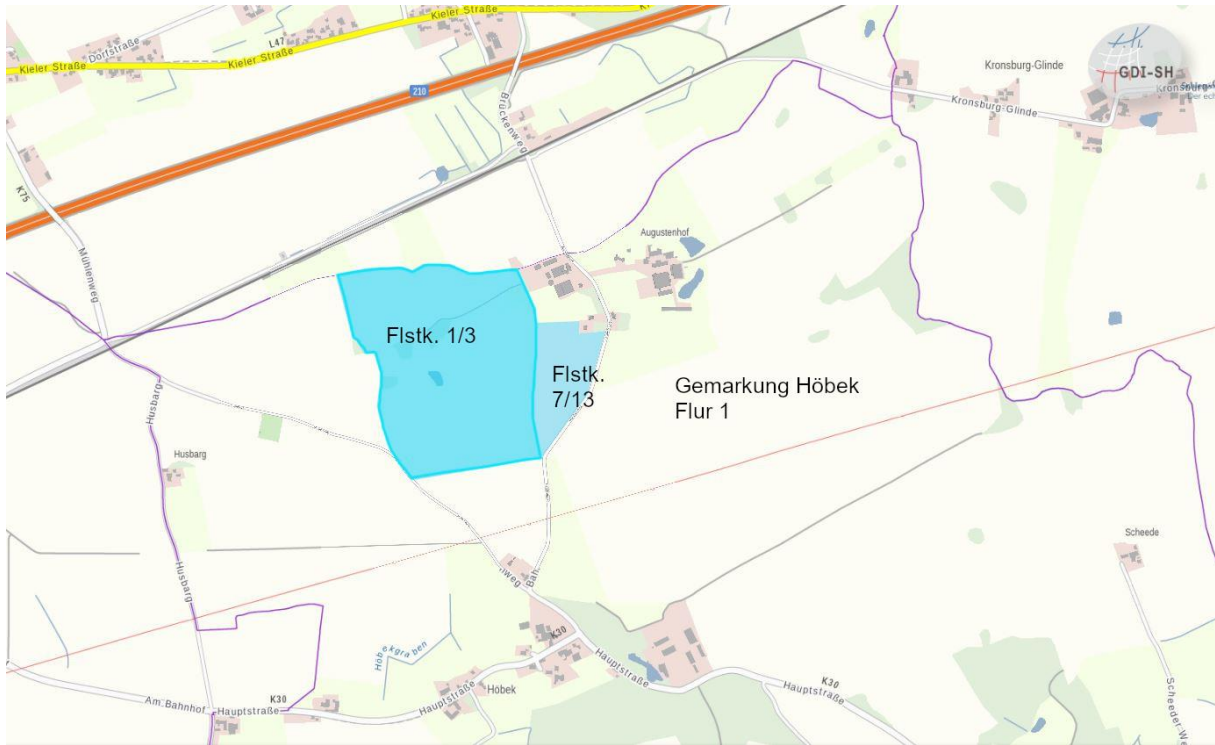 Kieler Straße
Dorfstraße
L47
Kieler Straße
Kieler Straße
210
Brückenweg
Kronsburg-Glinde
GDI-SH
Kronsburg-Glinde
K75
Mühlenweg
Augustenhof
Flstk. 1/3
Flstk.
7/13
Gemarkung Höbek
Flur 1
Husbarg
Husbarg
Husbarg
Scheede
K30
Hauptstraße
Höbek
Hauptstraße
K30
Hauptstraße
Am Bahnhof
K30
Hauptstraße